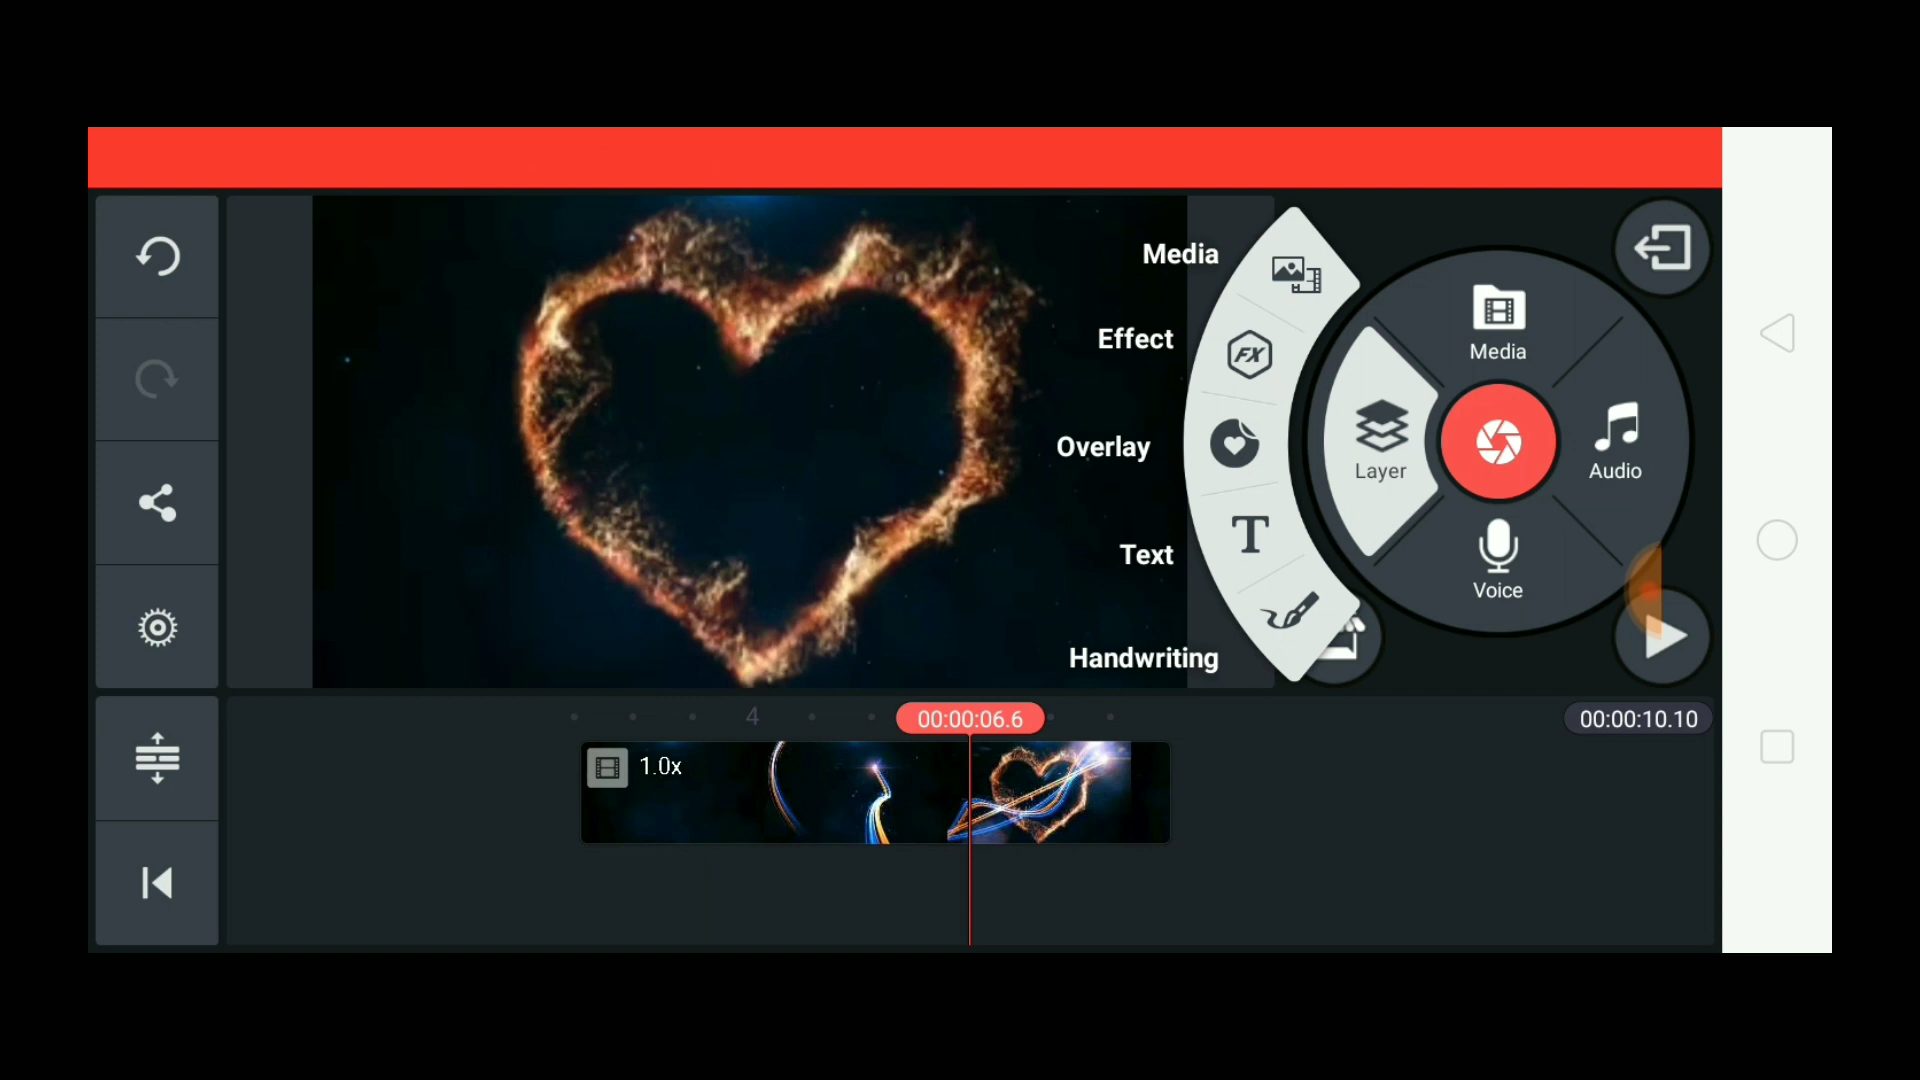 Media
Effect
Overlay
Text
Handwriting
FX
T
Media
Layer
Audio
Voice
4
00:00:06.6
00:00:10.10
1.0x